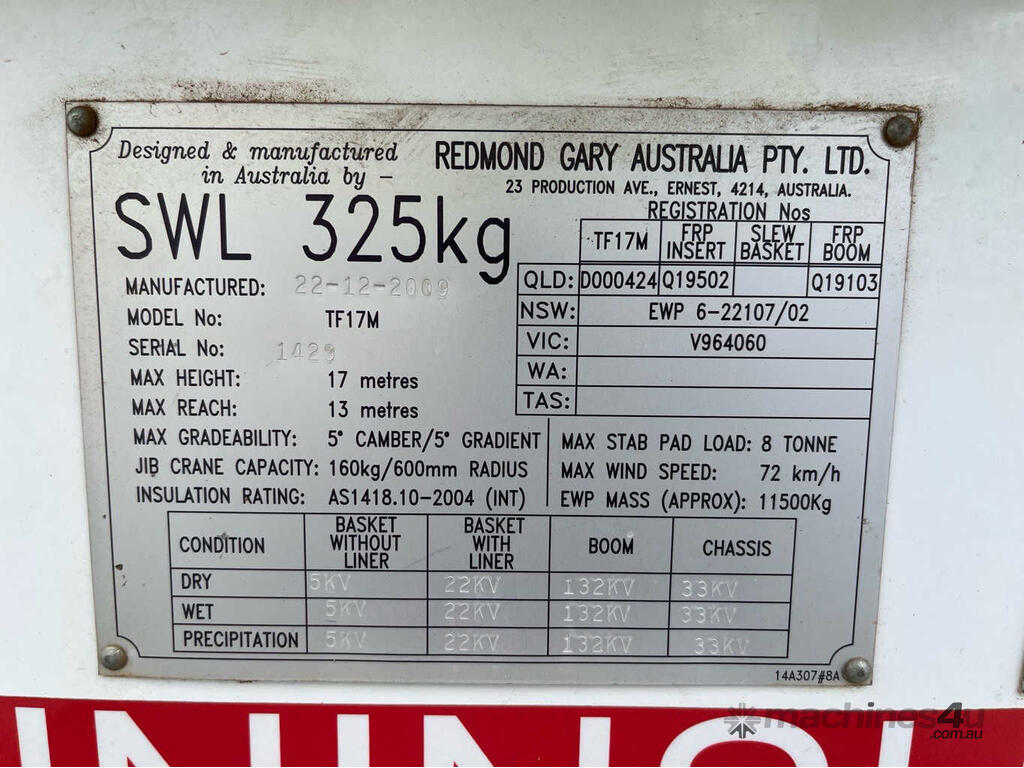 Designed & manufactured
in Australia by -
REDMOND GARY AUSTRALIA PTY. LTD.
23 PRODUCTION AVE., ERNEST, 4214, AUSTRALIA.
SWL 325kg
REGISTRATION Nos
TF17M FRP INSERT SLEW BASKET FRP BOOM
QLD: D000424 Q19502 Q19103
NSW: EWP 6-22107/02
VIC: V964060
WA:
TAS:
MANUFACTURED: 22-12-2009
MODEL No: TF17M
SERIAL No: 1429
MAX HEIGHT: 17 metres
MAX REACH: 13 metres
MAX GRADEABILITY: 5° CAMBER/5° GRADIENT
JIB CRANE CAPACITY: 160kg/600mm RADIUS
INSULATION RATING: AS1418.10-2004 (INT)
MAX STAB PAD LOAD: 8 TONNE
MAX WIND SPEED: 72 km/h
EWP MASS (APPROX): 11500Kg
CONDITION BASKET WITHOUT LINER BASKET WITH LINER BOOM CHASSIS
DRY 5KV 22KV 132KV 33KV
WET 5KV 22KV 132KV 33KV
PRECIPITATION 5KV 22KV 132KV 33KV
14A307#8A
machines4u
.com.au